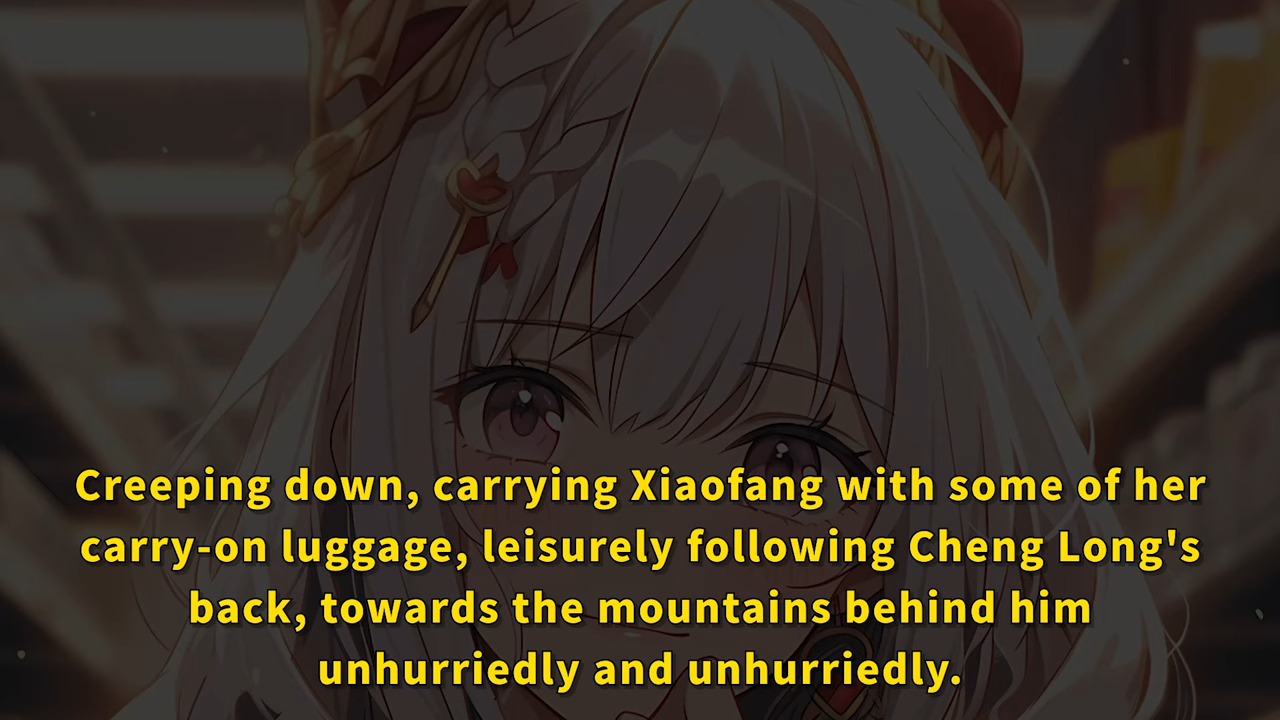 Creeping down, carrying Xiaofang with some of her
carry-on luggage, leisurely following Cheng Long's
back, towards the mountains behind him
unhurriedly and unhurriedly.